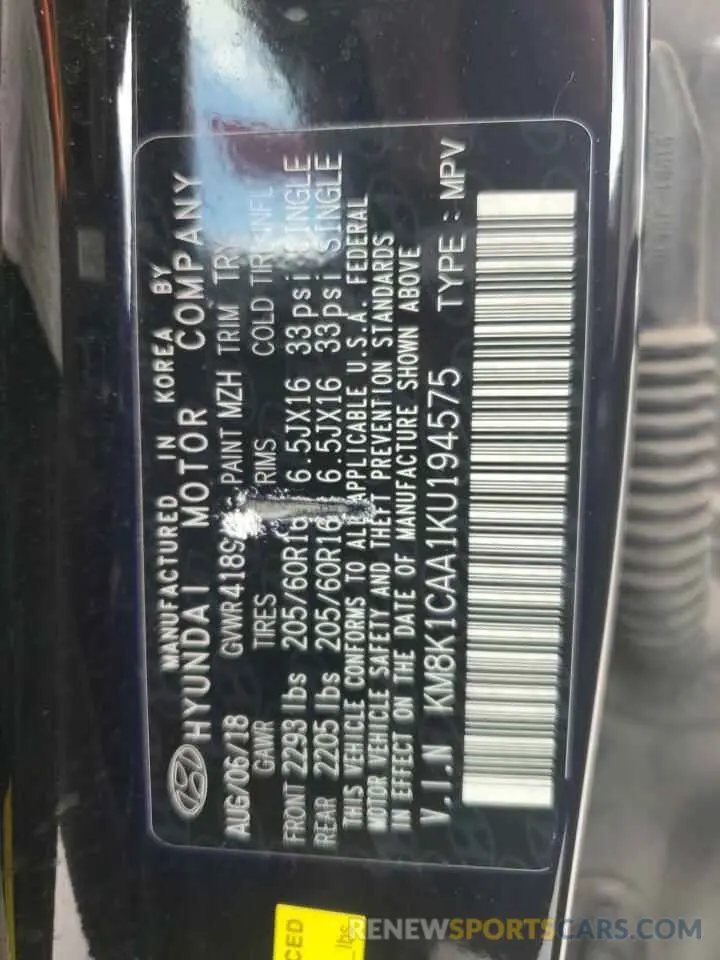 MANUFACTURED IN KOREA BY
HYUNDAI MOTOR COMPANY
AUG/06/18 GVWR 4189 PAINT MZH TRIM TRY
GAWR TIRES RIMS COLD TIRE INFL
FRONT 2293 lbs 205/60R16 6.5JX16 33psi SINGLE
REAR 2205 lbs 205/60R16 6.5JX16 33psi SINGLE
THIS VEHICLE CONFORMS TO ALL APPLICABLE U.S.A. FEDERAL
MOTOR VEHICLE SAFETY AND THEFT PREVENTION STANDARDS
IN EFFECT ON THE DATE OF MANUFACTURE SHOWN ABOVE
V.I.N KM8K1CAA1KU194575 TYPE : MPV
CED
lbs
RENEWSPORTSCARS.COM